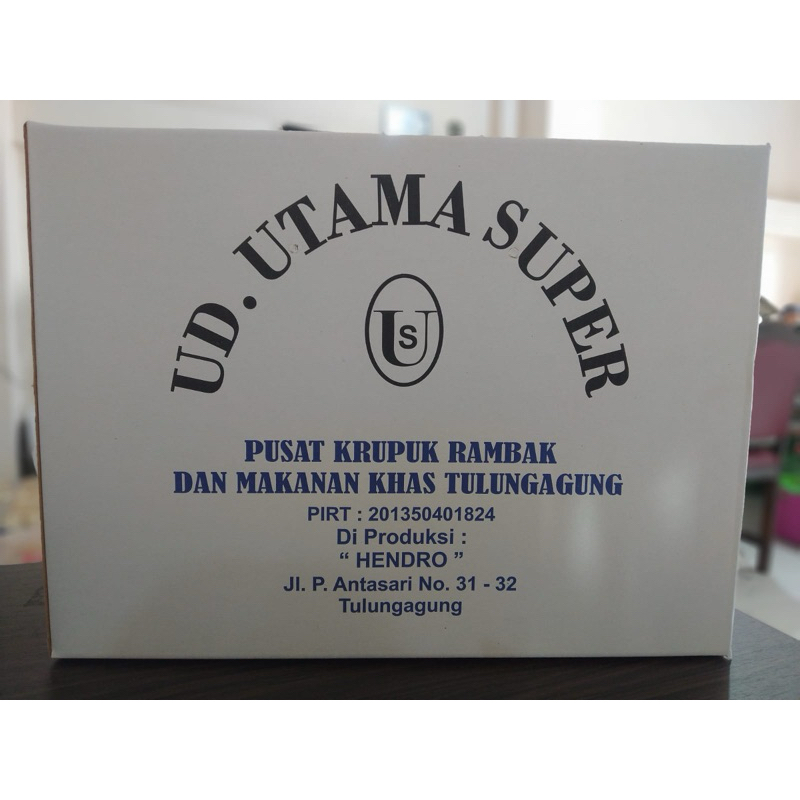 UD. UTAMA SUPER
US
PUSAT KRUPUK RAMBAK
DAN MAKANAN KHAS TULUNGAGUNG
PIRT : 201350401824
Di Produksi :
“ HENDRO ”
Jl. P. Antasari No. 31 - 32
Tulungagung